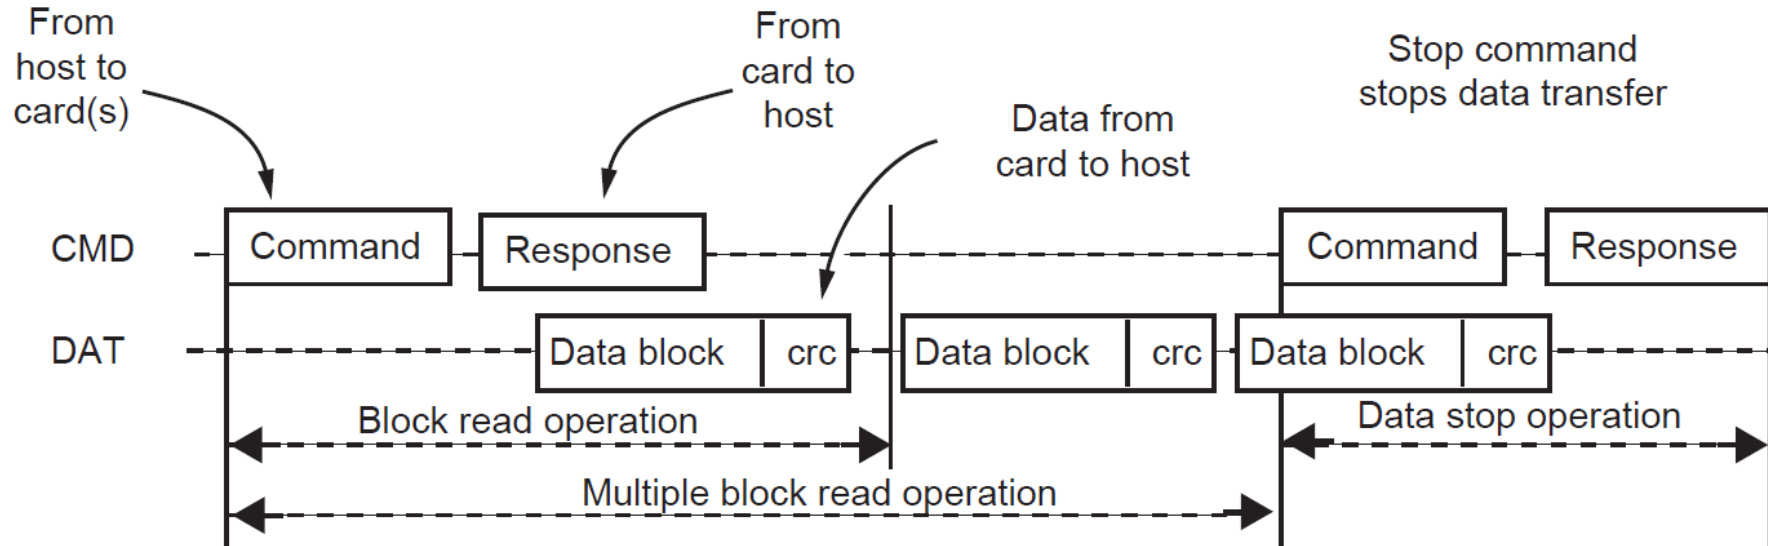 From
host to
card(s)
From
card to
host
Data from
card to host
Stop command
stops data transfer
CMD
Command
Response
Command
Response
DAT
Data block
crc
Data block
crc
Data block
crc
Block read operation
Data stop operation
Multiple block read operation